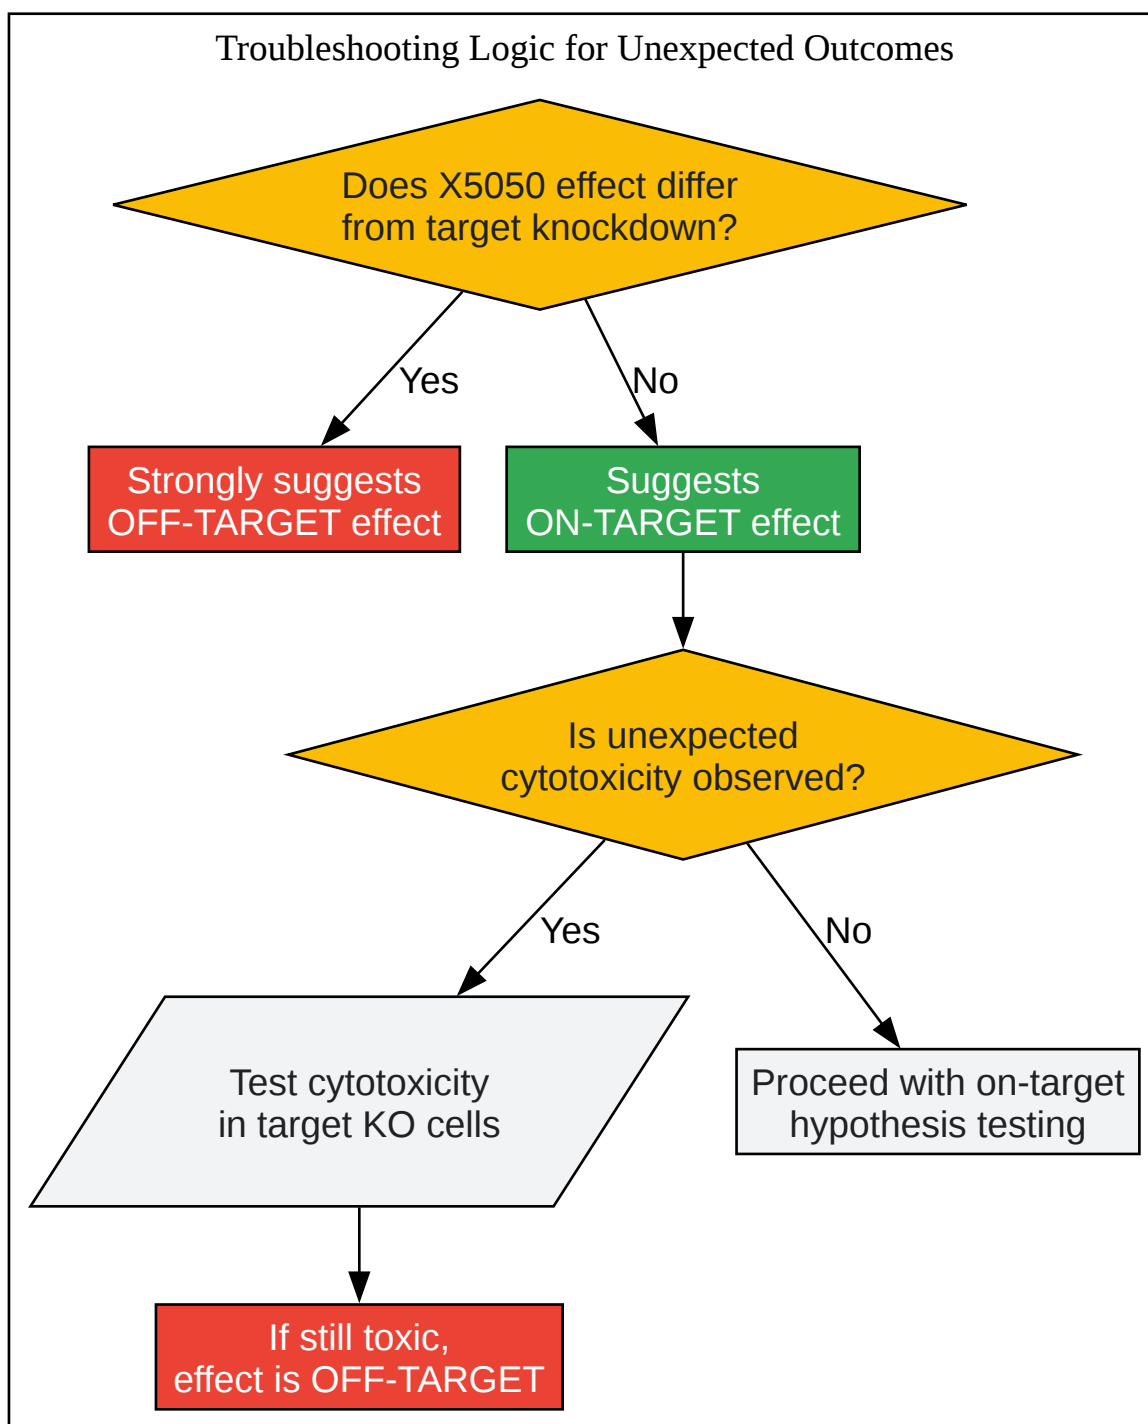 Troubleshooting Logic for Unexpected Outcomes
Does X5050 effect differ
from target knockdown?
Yes
No
Strongly suggests
OFF-TARGET effect
Suggests
ON-TARGET effect
Is unexpected
cytotoxicity observed?
Yes
No
Test cytotoxicity
in target KO cells
Proceed with on-target
hypothesis testing
If still toxic,
effect is OFF-TARGET